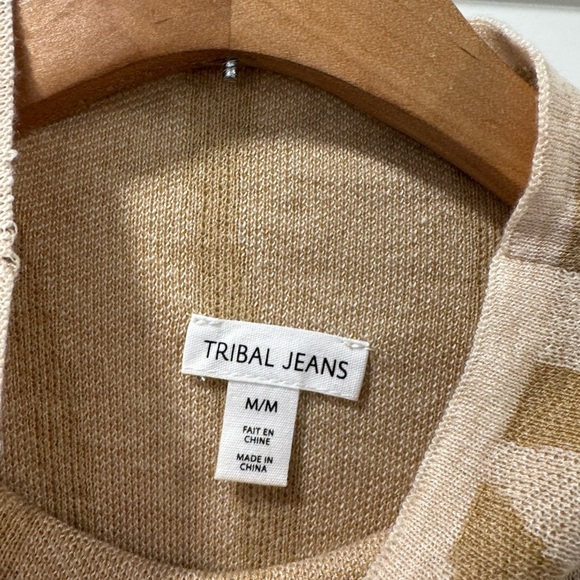 TRIBAL JEANS
M/M
FAIT EN
CHINE
MADE IN
CHINA